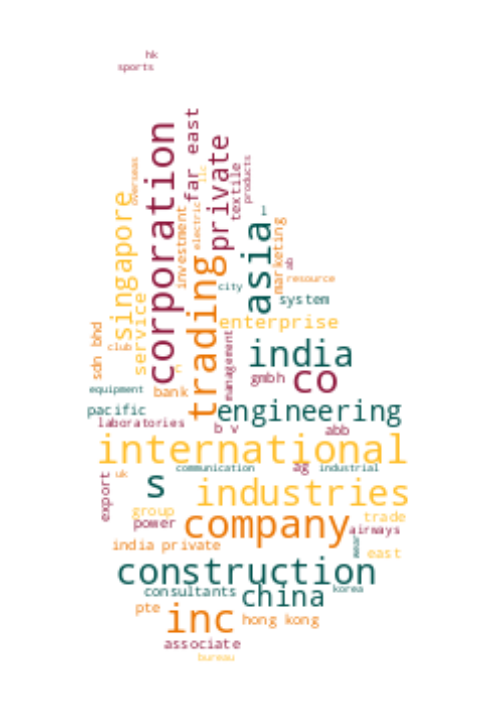 hk
sports
corporation
far east
private
textile
products
overseas
llc
singapore
investment
electric
trading
asia
i
marketing
ab
resource
city
system
service
enterprise
sdn bhd
club
management
india
n
gmbh
co
equipment
bank
pacific
engineering
laboratories
b v
abb
international
communication
ag
industrial
uk
s
export
industries
group
power
company
trade
airways
india private
wear
east
construction
consultants
china
korea
pte
inc
hong kong
associate
bureau